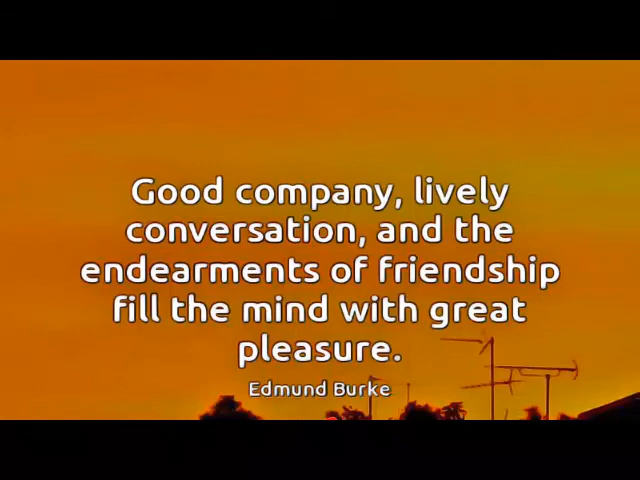 Good company, lively
conversation, and the
endearments of friendship
fill the mind with great
pleasure.
Edmund Burke